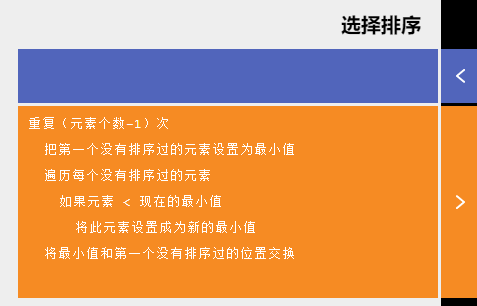 选择排序
重复（元素个数-1）次
把第一个没有排序过的元素设置为最小值
遍历每个没有排序过的元素
如果元素 < 现在的最小值
将此元素设置成为新的最小值
将最小值和第一个没有排序过的位置交换